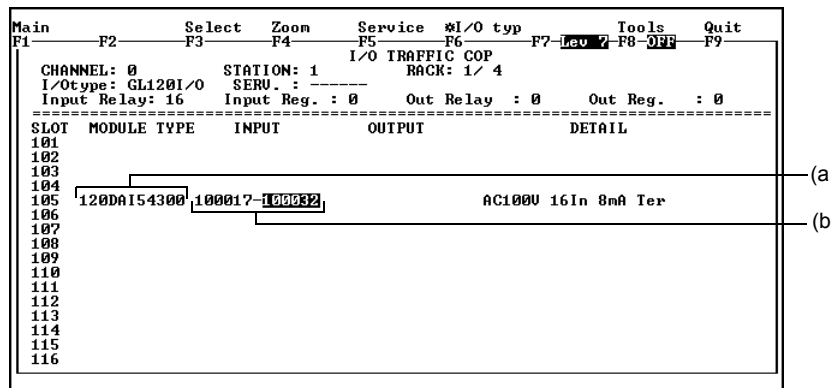 Main Select Zoom Service ✲I/O typ Tools Quit
F1 F2 F3 F4 F5 F6 F7-Lev 7-F8-OFF F9
I/O TRAFFIC COP
CHANNEL: 0 STATION: 1 RACK: 1/ 4
I/Otype: GL120I/O SERV. : ------
Input Relay: 16 Input Reg. : 0 Out Relay : 0 Out Reg. : 0
SLOT MODULE TYPE INPUT OUTPUT DETAIL
101
102
103
104
(a
105 120DAI54300 100017-100032 AC100V 16In 8mA Ter
106
(b
107
108
109
110
111
112
113
114
115
116